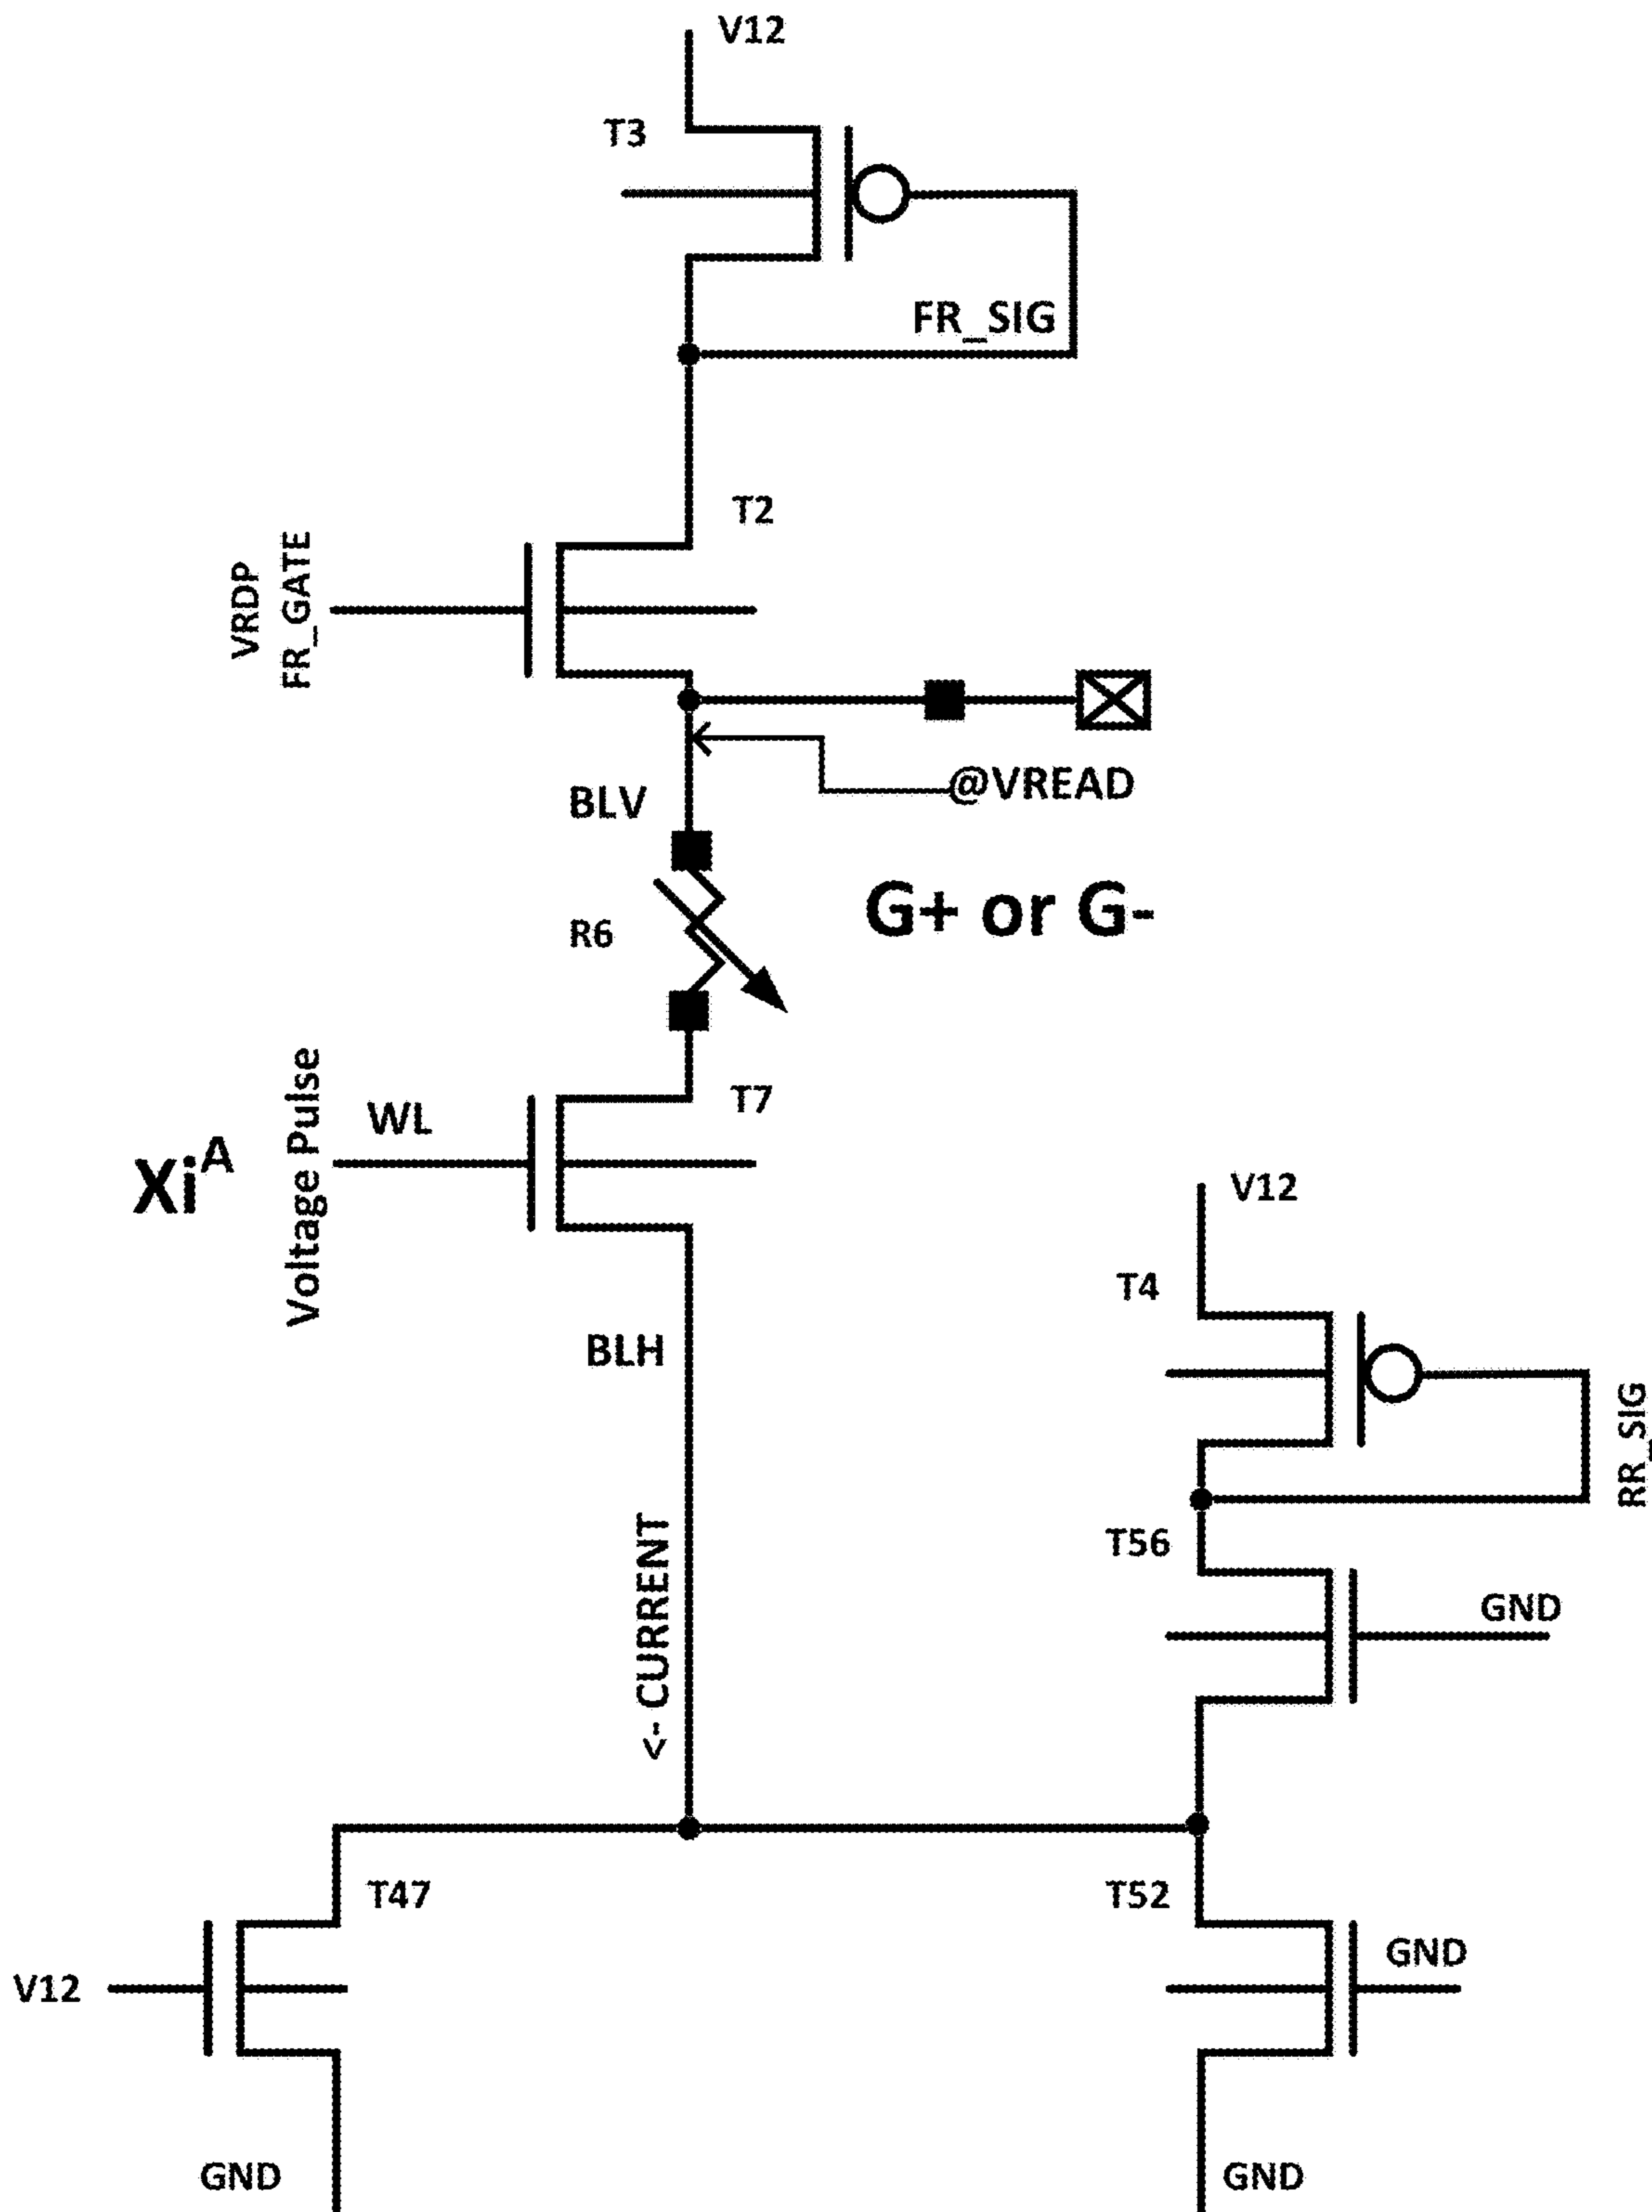 V12
T3
FR_SIG
T2
VRDP
FR_GATE
@VREAD
BLV
G+ or G-
R6
Voltage Pulse
WL
T7
Xi^A
V12
T4
BLH
RR_SIG
<- CURRENT
T56
GND
T47
T52
GND
V12
GND
GND